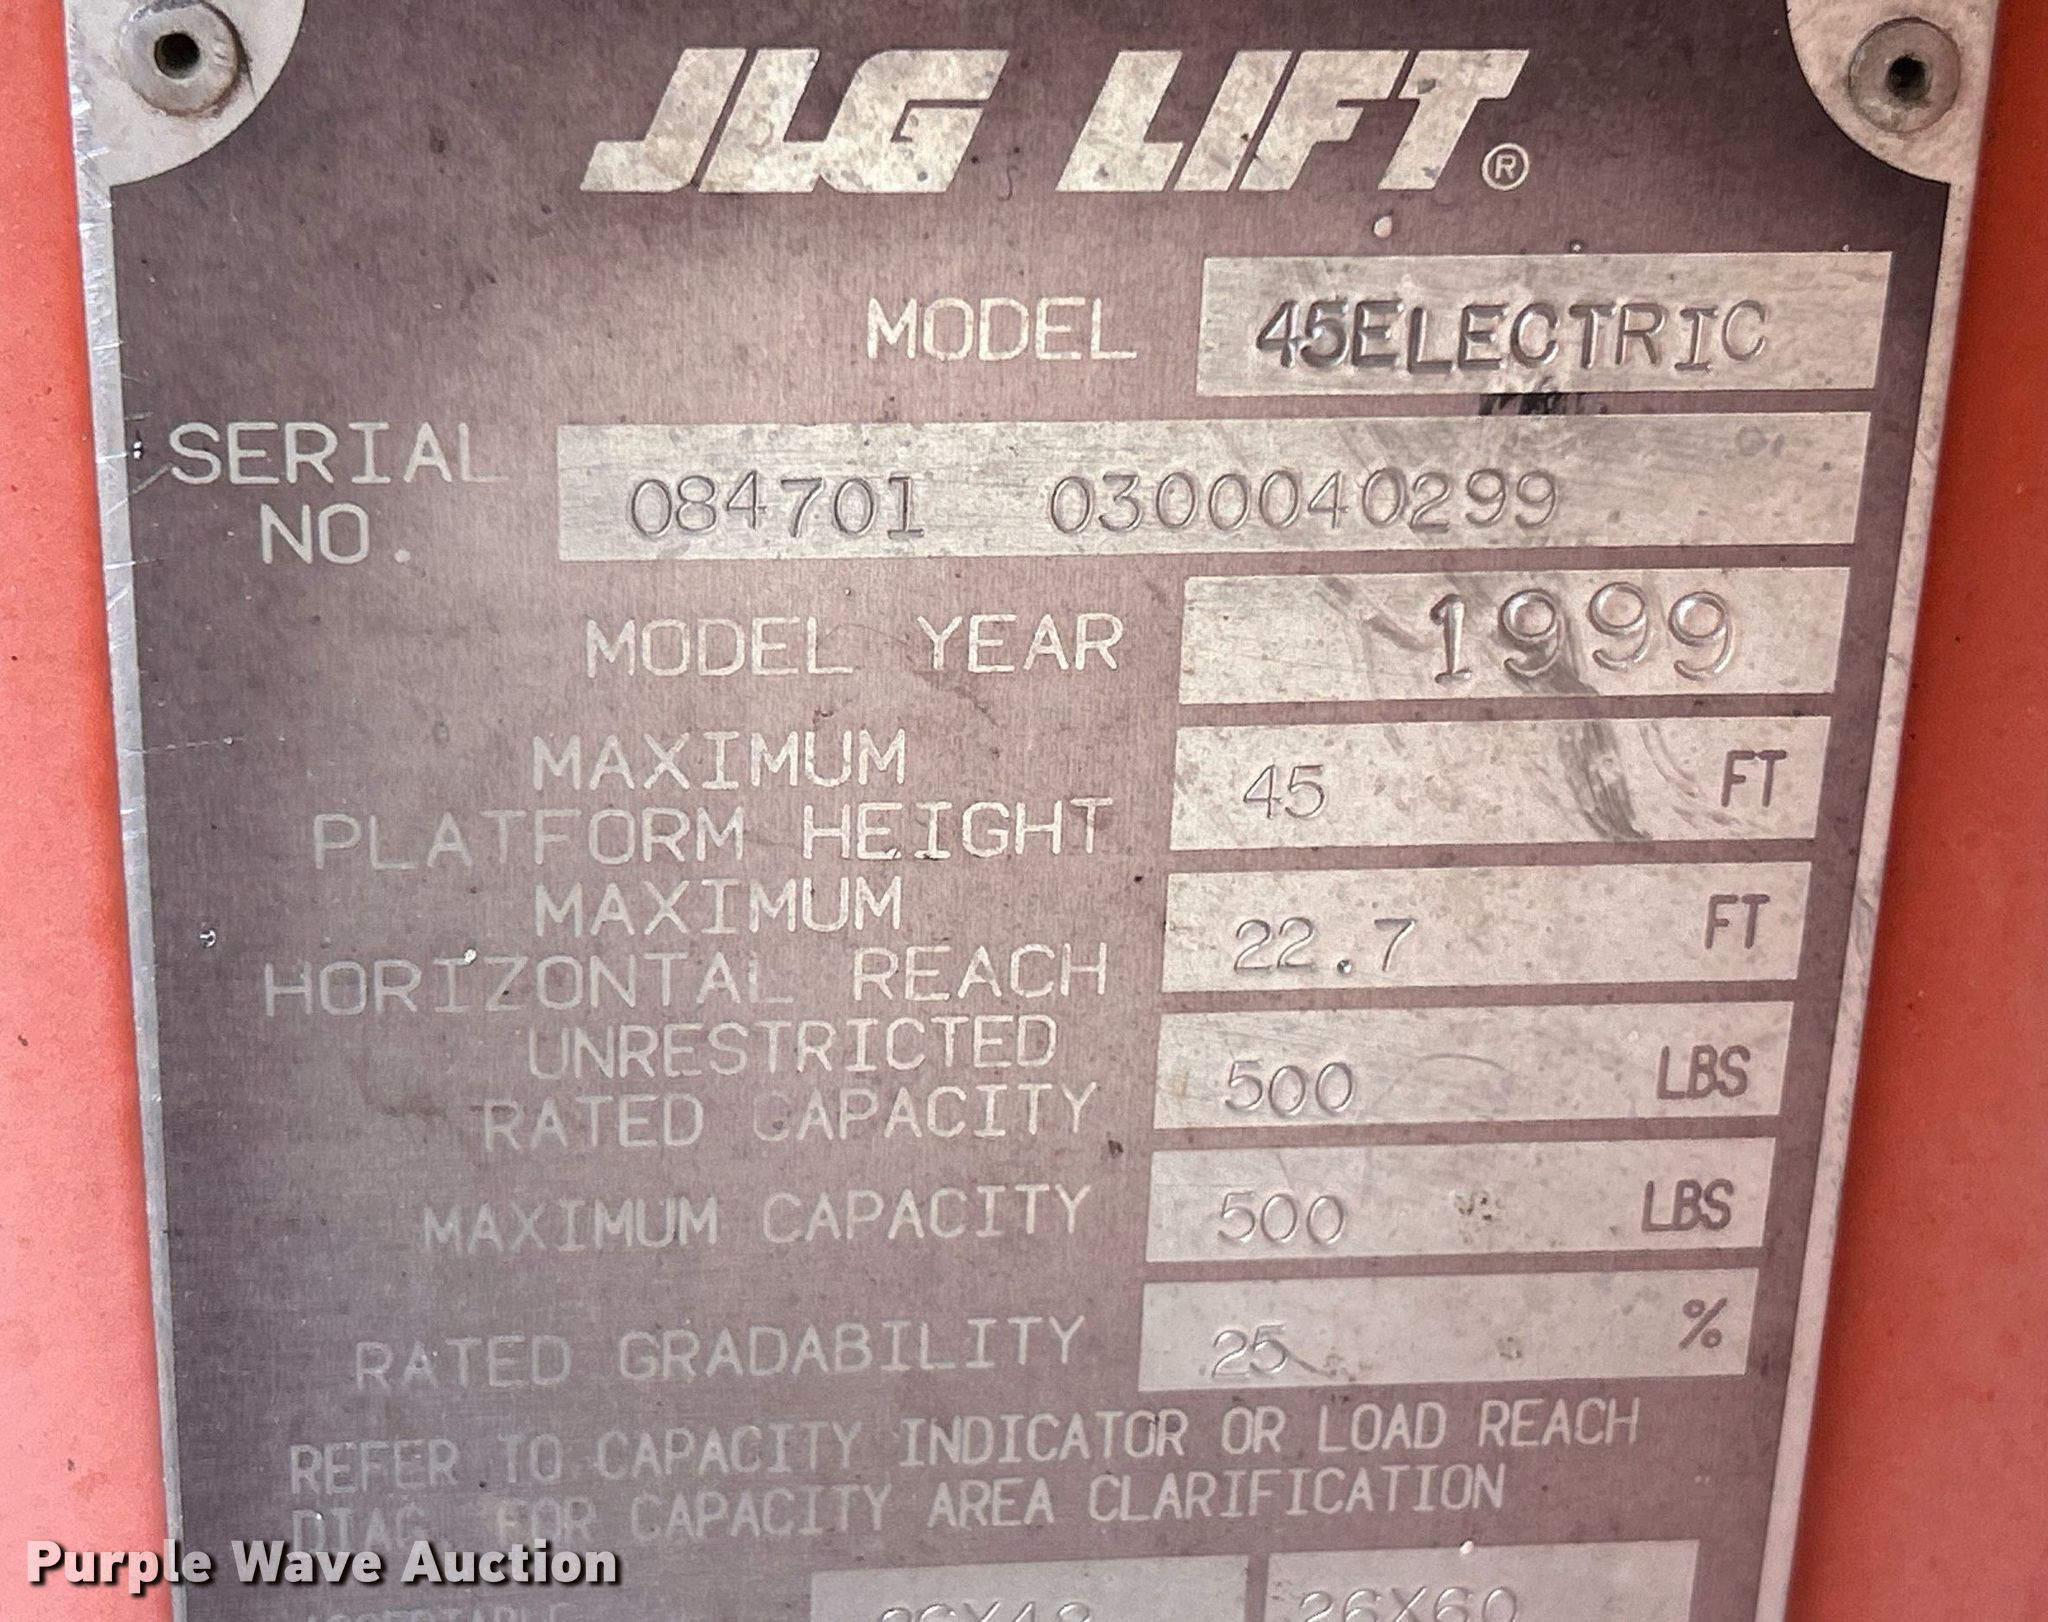 JLG LIFT®
MODEL 45ELECTRIC
SERIAL NO. 084701 0300040299
MODEL YEAR 1999
MAXIMUM
PLATFORM HEIGHT 45 FT
MAXIMUM
HORIZONTAL REACH 22.7 FT
UNRESTRICTED
RATED CAPACITY 500 LBS
MAXIMUM CAPACITY 500 LBS
RATED GRADABILITY 25 %
REFER TO CAPACITY INDICATOR OR LOAD REACH
DIAG. FOR CAPACITY AREA CLARIFICATION
26X60
Purple Wave Auction